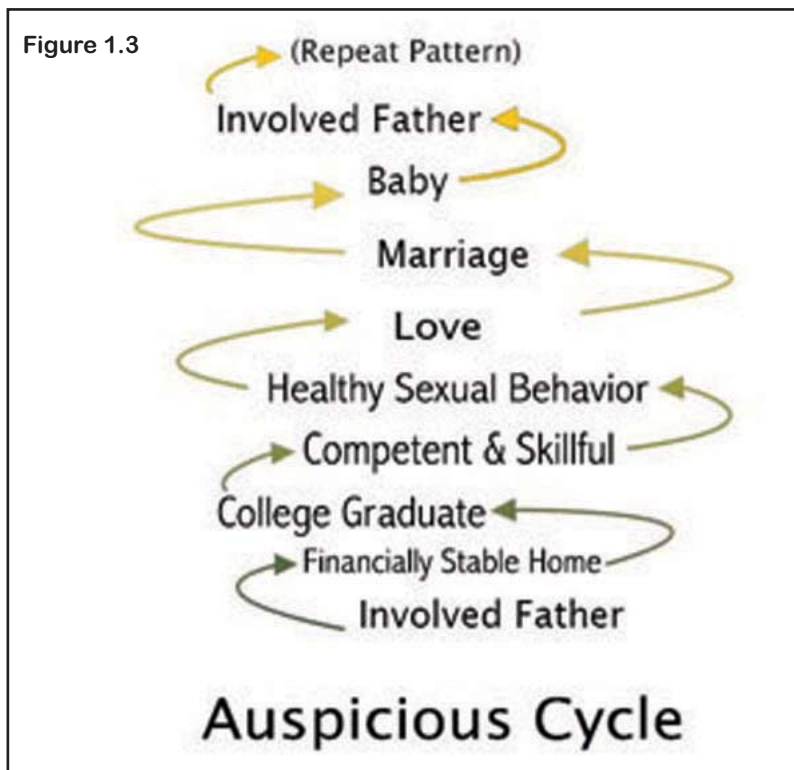 Figure 1.3
(Repeat Pattern)
Involved Father
Baby
Marriage
Love
Healthy Sexual Behavior
Competent & Skillful
College Graduate
Financially Stable Home
Involved Father
Auspicious Cycle